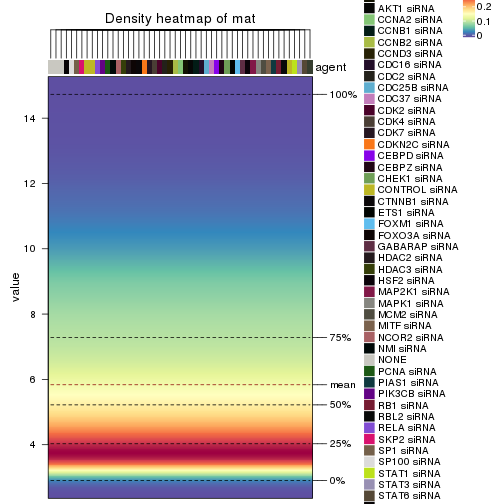 Density heatmap of mat
agent
100%
75%
mean
50%
25%
0%
value
14
12
10
8
6
4
AKT1 siRNA
CCNA2 siRNA
CCNB1 siRNA
CCNB2 siRNA
CCND3 siRNA
CDC16 siRNA
CDC2 siRNA
CDC25B siRNA
CDC37 siRNA
CDK2 siRNA
CDK4 siRNA
CDK7 siRNA
CDKN2C siRNA
CEBPD siRNA
CEBPZ siRNA
CHEK1 siRNA
CONTROL siRNA
CTNNB1 siRNA
ETS1 siRNA
FOXM1 siRNA
FOXO3A siRNA
GABARAP siRNA
HDAC2 siRNA
HDAC3 siRNA
HSF2 siRNA
MAP2K1 siRNA
MAPK1 siRNA
MCM2 siRNA
MITF siRNA
NCOR2 siRNA
NMI siRNA
NONE
PCNA siRNA
PIAS1 siRNA
PIK3CB siRNA
RB1 siRNA
RBL2 siRNA
RELA siRNA
SKP2 siRNA
SP1 siRNA
SP100 siRNA
STAT1 siRNA
STAT3 siRNA
STAT6 siRNA
0.2
0.1
0